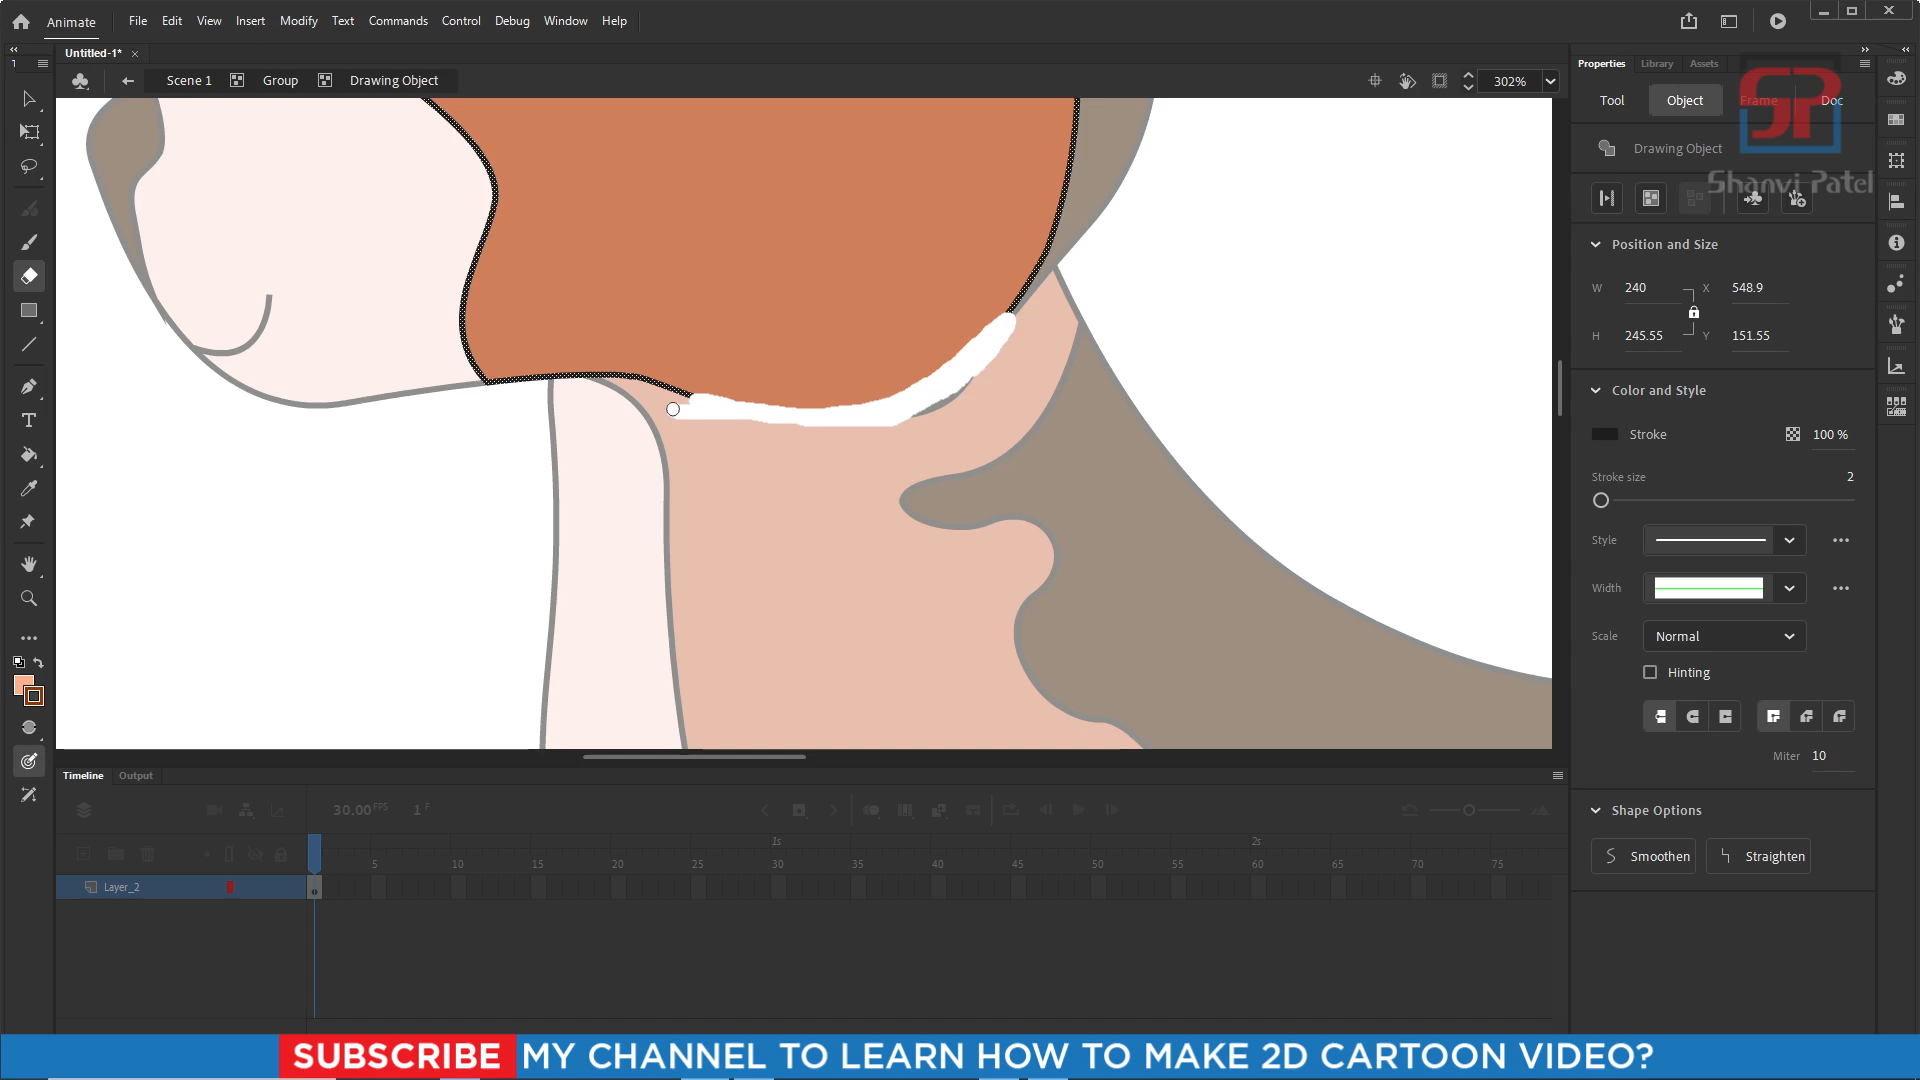 Animate
File Edit View Insert Modify Text Commands Control Debug Window Help
Untitled-1*
Scene 1 Group Drawing Object
302%
Properties Library Assets
Tool Object Frame Doc
Drawing Object
Shanvi Patel
Position and Size
W 240 X 548.9
H 245.55 Y 151.55
Color and Style
Stroke 100 %
Stroke size 2
Style
Width
Scale Normal
Hinting
Miter 10
Shape Options
Smoothen Straighten
Timeline Output
30.00 FPS 1 F
1s 2s
5 10 15 20 25 30 35 40 45 50 55 60 65 70 75
Layer_2
SUBSCRIBE MY CHANNEL TO LEARN HOW TO MAKE 2D CARTOON VIDEO?